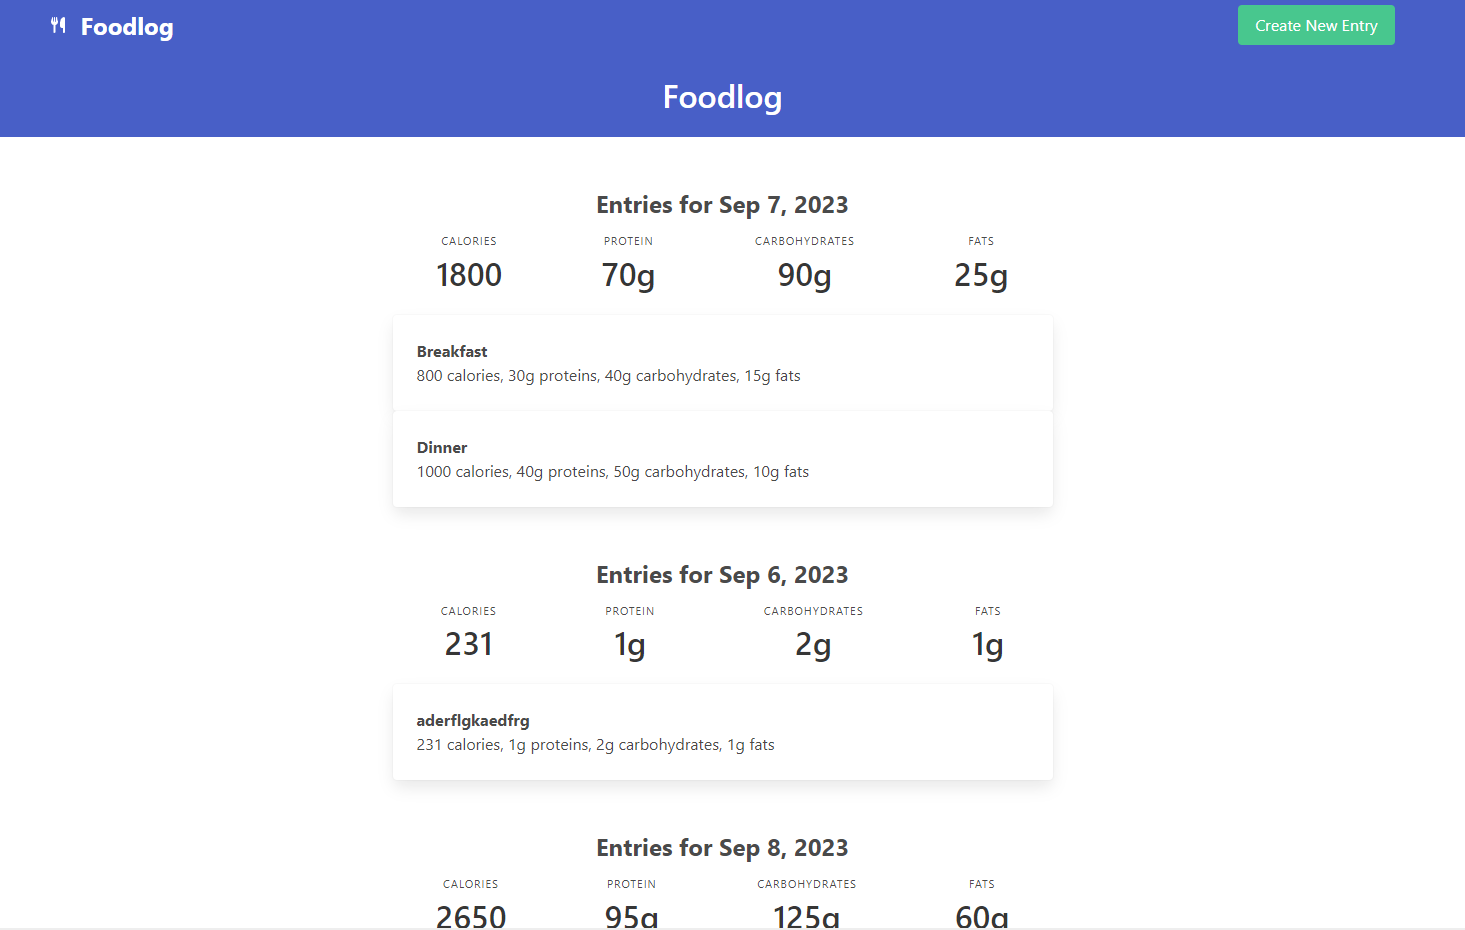 Foodlog
Create New Entry
Foodlog
Entries for Sep 7, 2023
CALORIES PROTEIN CARBOHYDRATES FATS
1800 70g 90g 25g
Breakfast
800 calories, 30g proteins, 40g carbohydrates, 15g fats
Dinner
1000 calories, 40g proteins, 50g carbohydrates, 10g fats
Entries for Sep 6, 2023
CALORIES PROTEIN CARBOHYDRATES FATS
231 1g 2g 1g
aderflgkaedfrg
231 calories, 1g proteins, 2g carbohydrates, 1g fats
Entries for Sep 8, 2023
CALORIES PROTEIN CARBOHYDRATES FATS
2650 95g 125g 60g